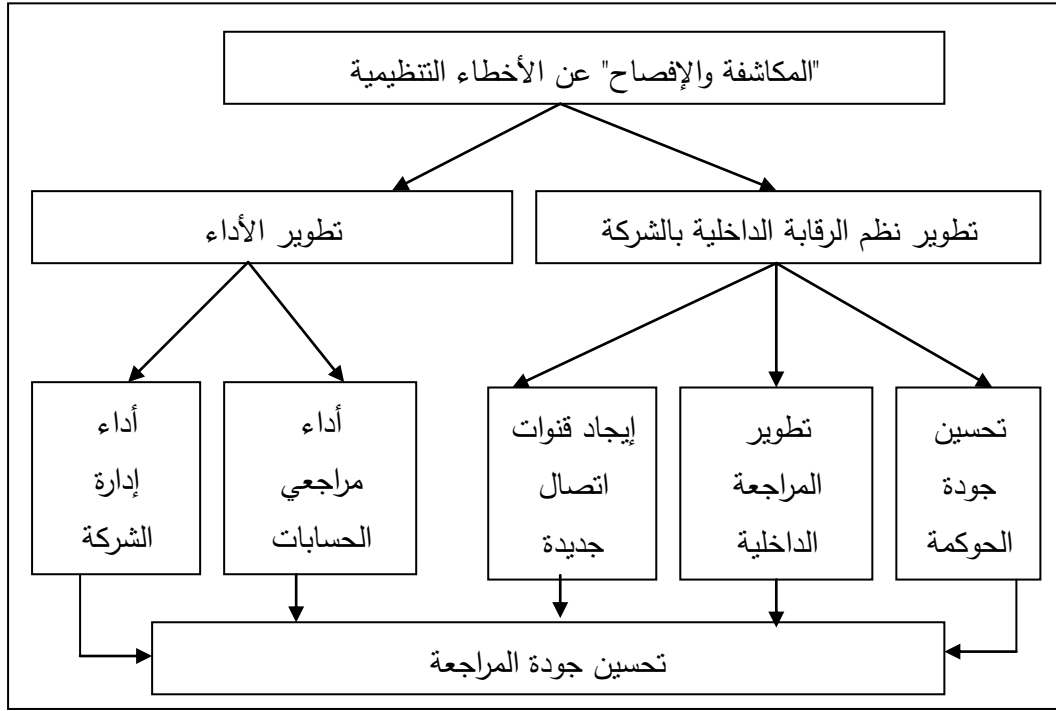 "المكاشفة والإفصاح" عن الأخطاء التنظيمية
تطوير نظم الرقابة الداخلية بالشركة
تطوير الأداء
تحسين
جودة
الحوكمة
تطوير
المراجعة
الداخلية
إيجاد قنوات
اتصال
جديدة
أداء
مراجعي
الحسابات
أداء
إدارة
الشركة
تحسين جودة المراجعة